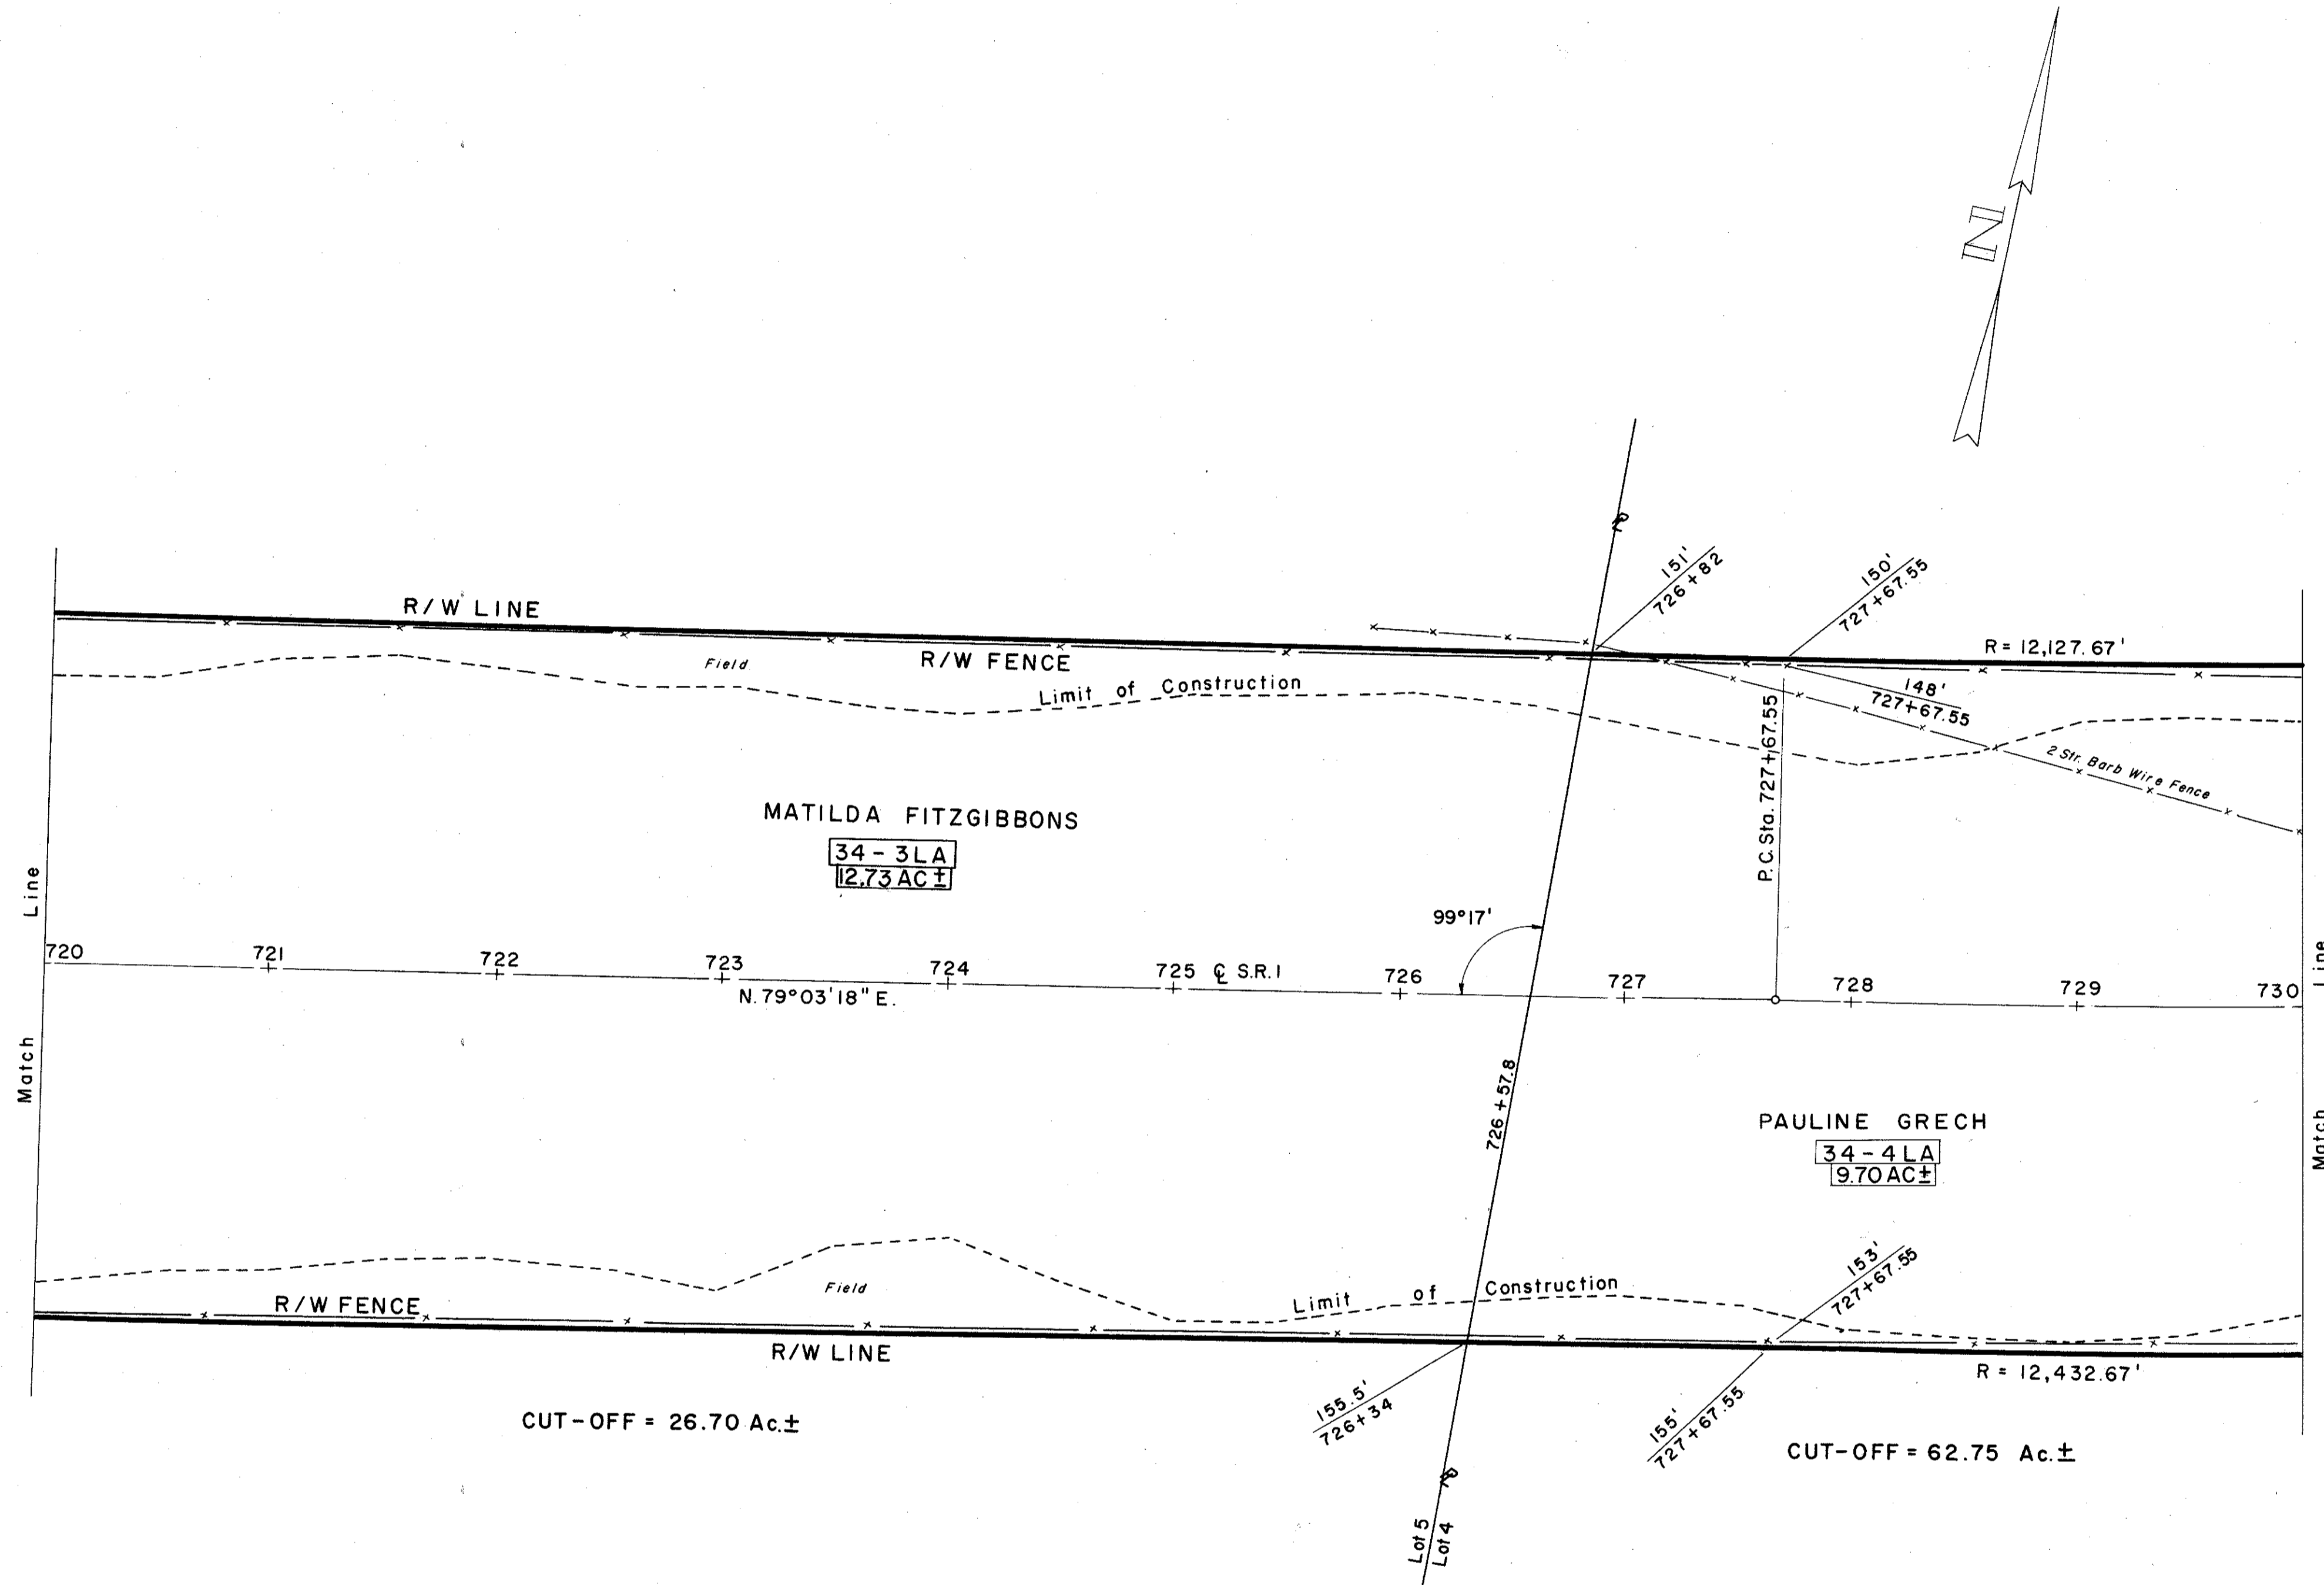 N
R/W LINE
R/W FENCE
Field
Limit of Construction
P̲L
151'
726+82
150'
727+67.55
R = 12,127.67'
148'
727+67.55
P.C. Sta. 727+67.55
2 Str. Barb Wire Fence
MATILDA FITZGIBBONS
34-3LA
12.73 AC ±
99°17'
Match Line
720 721 722 723 724 725 ℄ S.R.1 726 727 728 729 730
N. 79°03'18" E.
Match Line
726+57.8
PAULINE GRECH
34-4LA
9.70 AC ±
R/W FENCE
Field
Limit of Construction
153'
727+67.55
R/W LINE
R = 12,432.67'
155.5'
726+34
155'
727+67.55
CUT-OFF = 26.70 Ac. ±
CUT-OFF = 62.75 Ac. ±
PL
Lot 5
Lot 4